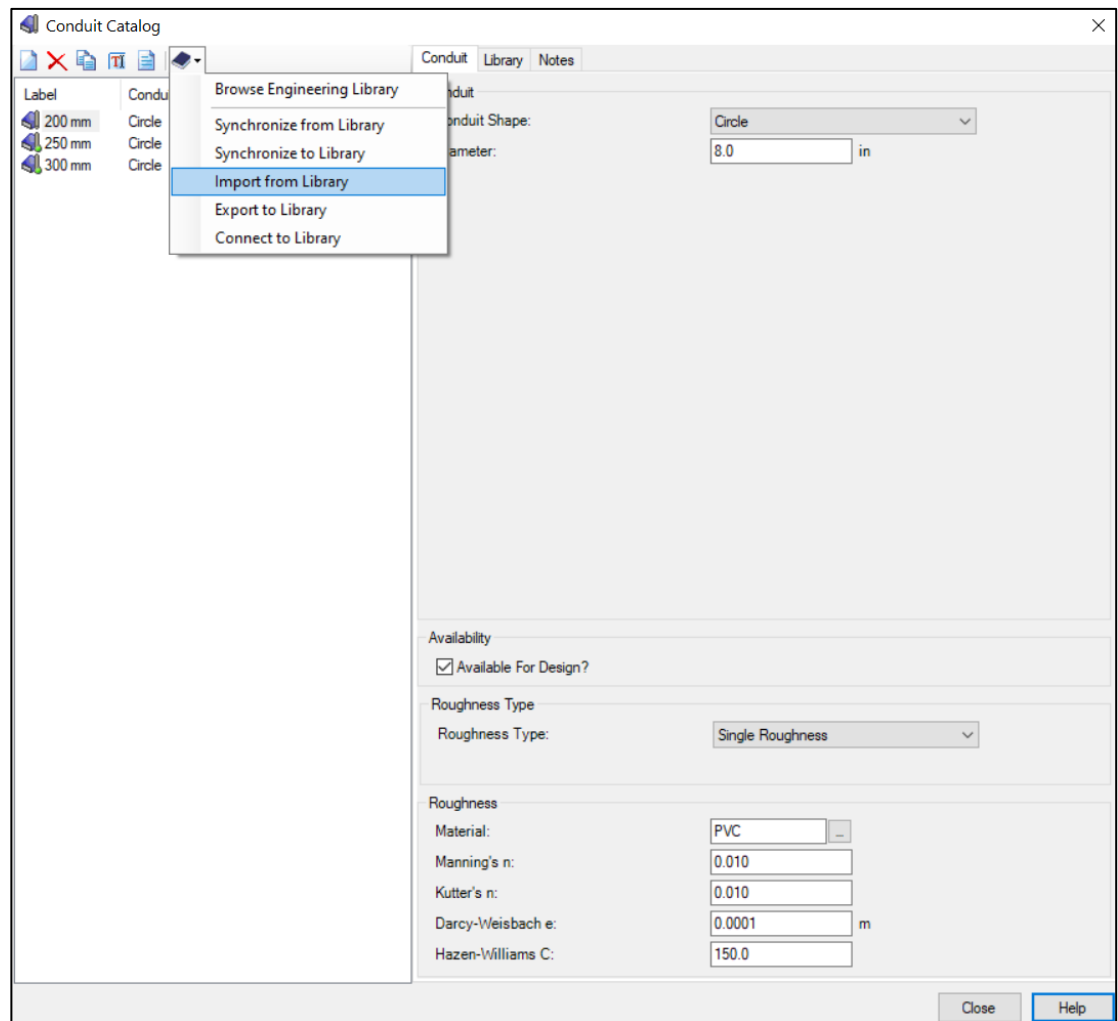 Conduit Catalog
Conduit Library Notes
Label Condu
200 mm Circle
250 mm Circle
300 mm Circle
Browse Engineering Library
Synchronize from Library
Synchronize to Library
Import from Library
Export to Library
Connect to Library
nduit
onduit Shape: Circle
ameter: 8.0 in
Availability
Available For Design?
Roughness Type
Roughness Type: Single Roughness
Roughness
Material: PVC ...
Manning's n: 0.010
Kutter's n: 0.010
Darcy-Weisbach e: 0.0001 m
Hazen-Williams C: 150.0
Close Help